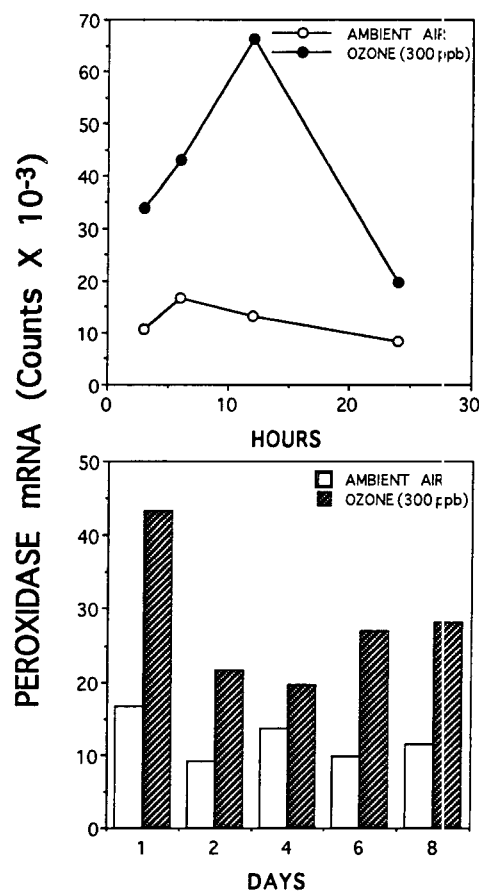 PEROXIDASE mRNA (Counts X 10-3)
70
60
50
40
30
20
10
0
AMBIENT AIR
OZONE (300 ppb)
0 10 20 30
HOURS
50
40
30
20
10
0
AMBIENT AIR
OZONE (300 ppb)
1 2 4 6 8
DAYS